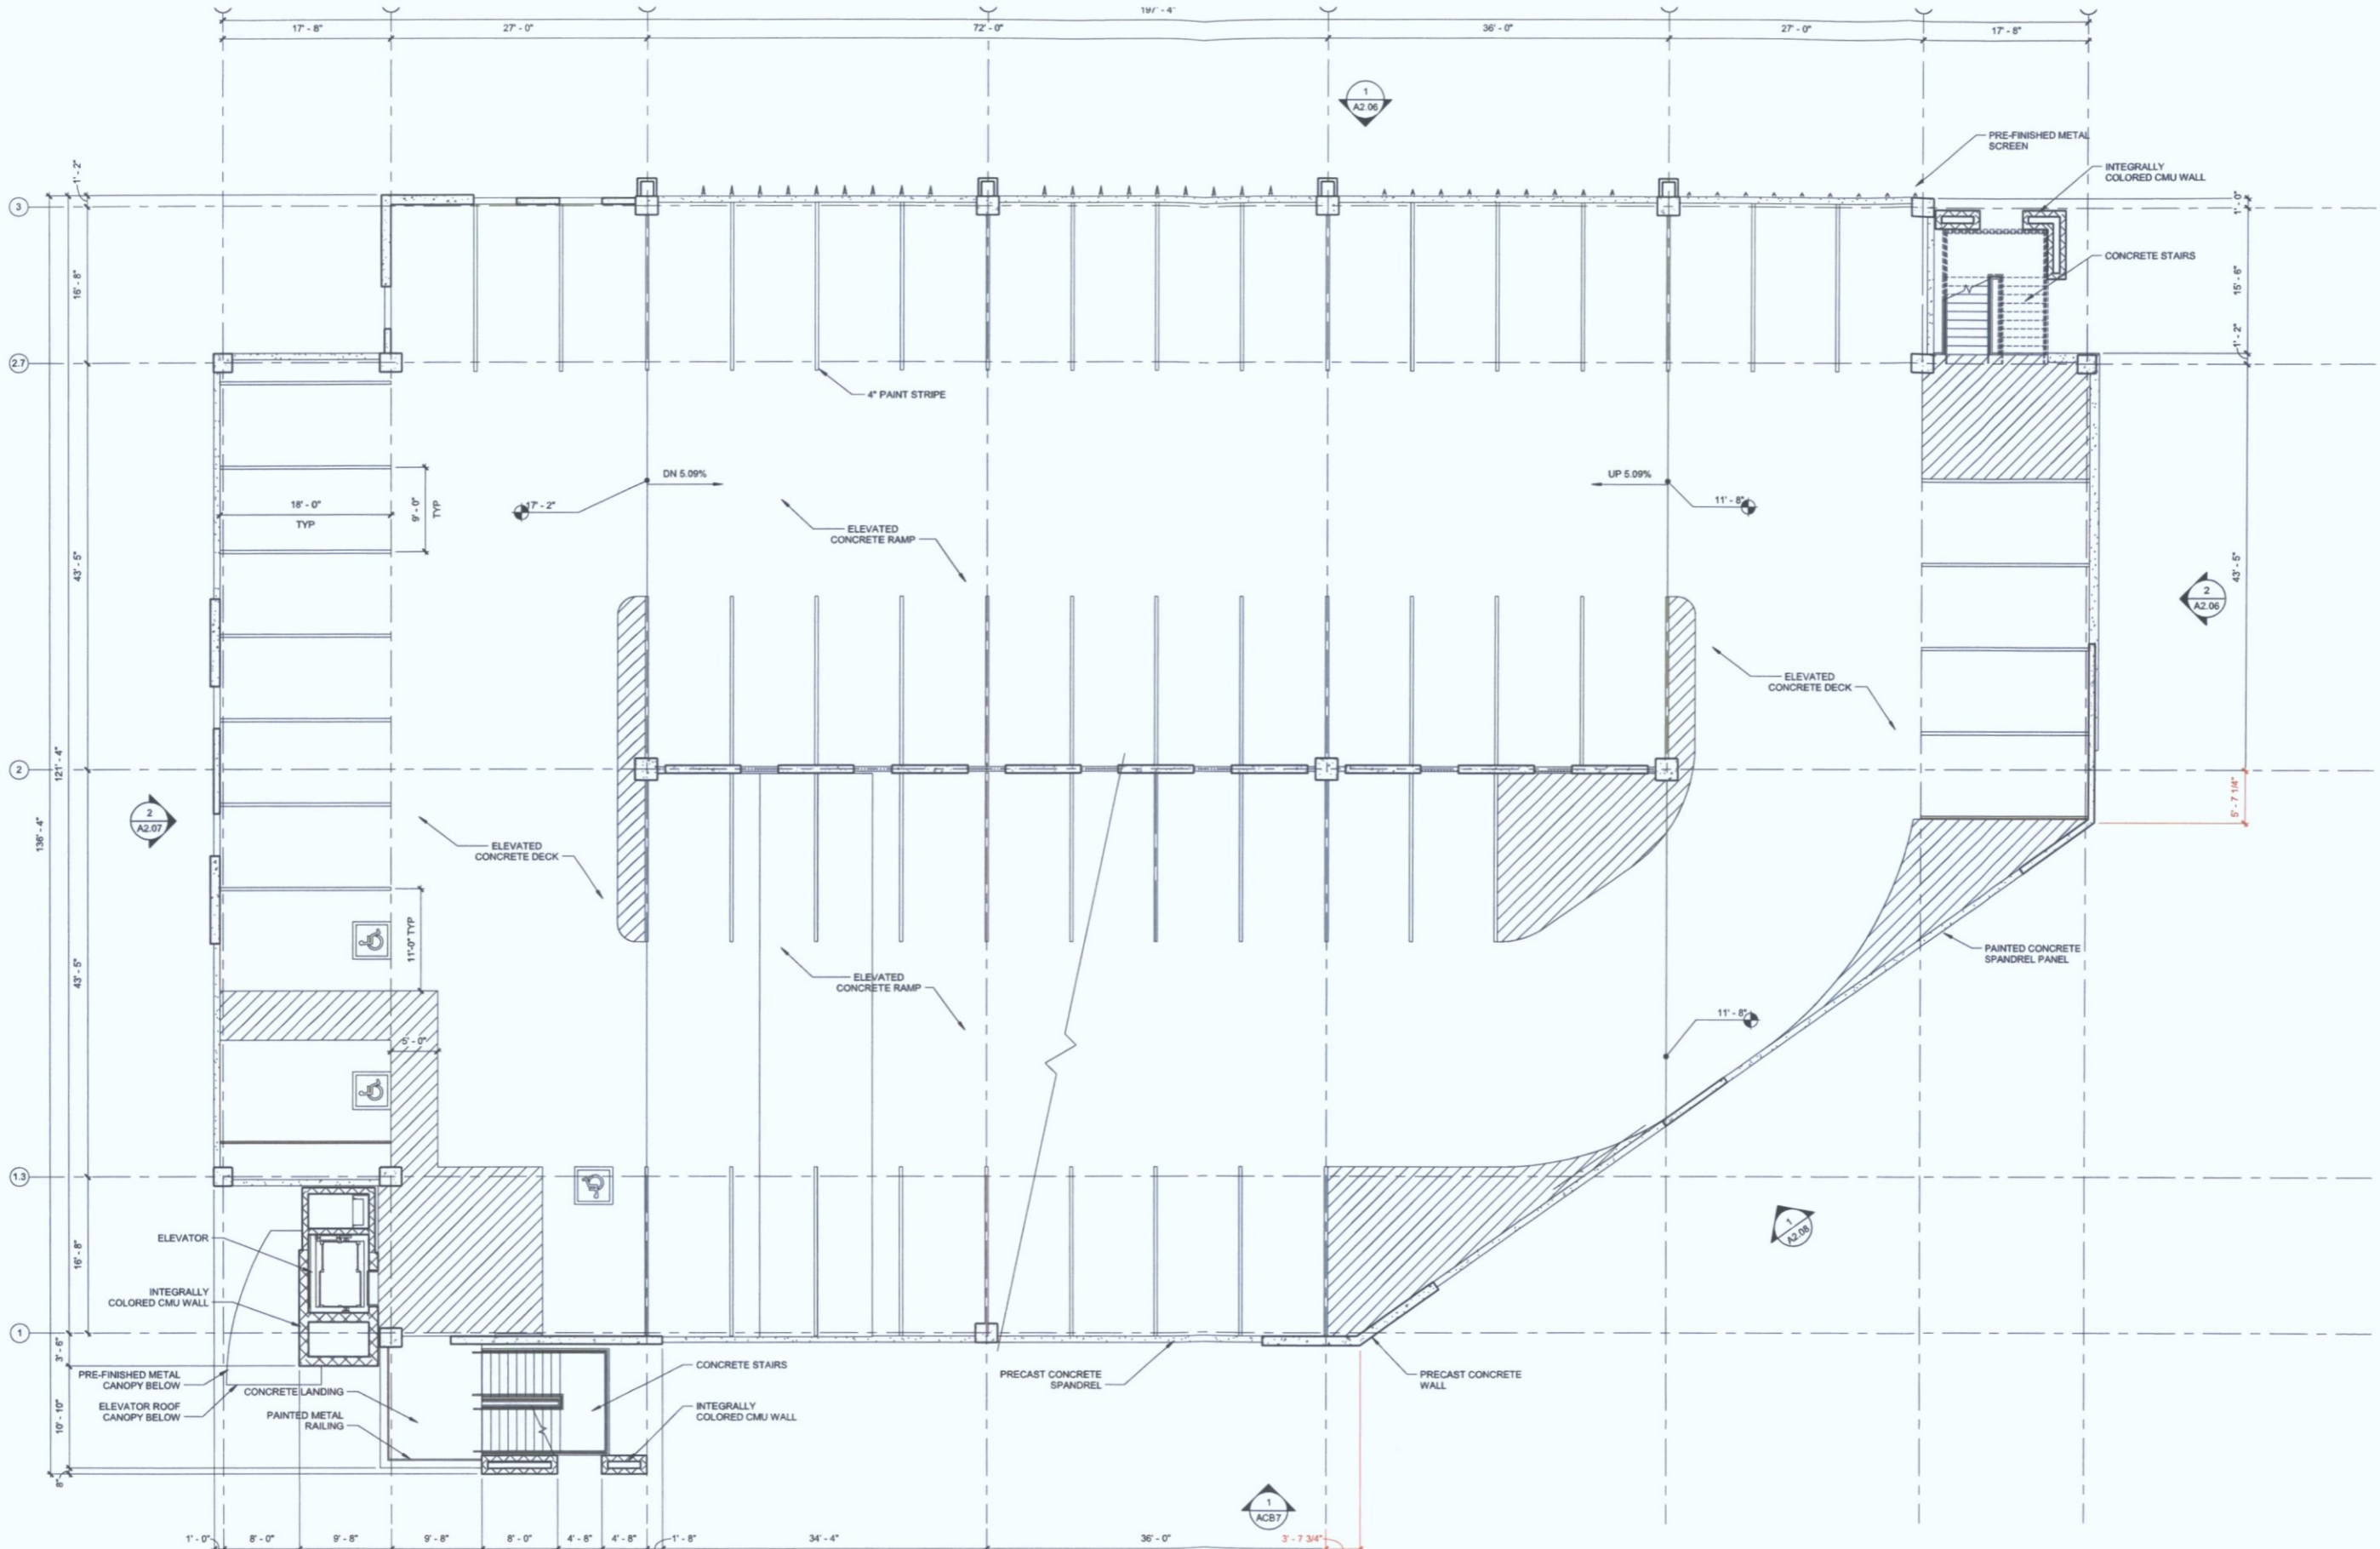 197' - 4"
17' - 8"
27' - 0"
72' - 0"
36' - 0"
27' - 0"
17' - 8"
1
A2.06
PRE-FINISHED METAL
SCREEN
INTEGRALLY
COLORED CMU WALL
1' - 2"
3
1' - 0"
CONCRETE STAIRS
16' - 8"
15' - 6"
1' - 2"
2.7
4" PAINT STRIPE
DN 5.09%
UP 5.09%
17' - 2"
11' - 8"
18' - 0"
TYP
9' - 0"
TYP
ELEVATED
CONCRETE RAMP
43' - 5"
43' - 5"
2
A2.06
ELEVATED
CONCRETE DECK
2
121' - 4"
136' - 4"
5' - 7 1/4"
2
A2.07
ELEVATED
CONCRETE DECK
11'-0" TYP
43' - 5"
ELEVATED
CONCRETE RAMP
PAINTED CONCRETE
SPANDREL PANEL
11' - 8"
5' - 0"
1.3
16' - 8"
1
A2.08
ELEVATOR
INTEGRALLY
COLORED CMU WALL
1
3' - 6"
PRE-FINISHED METAL
CANOPY BELOW
CONCRETE LANDING
ELEVATOR ROOF
CANOPY BELOW
PAINTED METAL
RAILING
10' - 10"
8"
CONCRETE STAIRS
INTEGRALLY
COLORED CMU WALL
PRECAST CONCRETE
SPANDREL
PRECAST CONCRETE
WALL
1
ACB7
1' - 0"
8' - 0"
9' - 8"
9' - 8"
8' - 0"
4' - 8"
4' - 8"
1' - 8"
34' - 4"
36' - 0"
3' - 7 3/4"